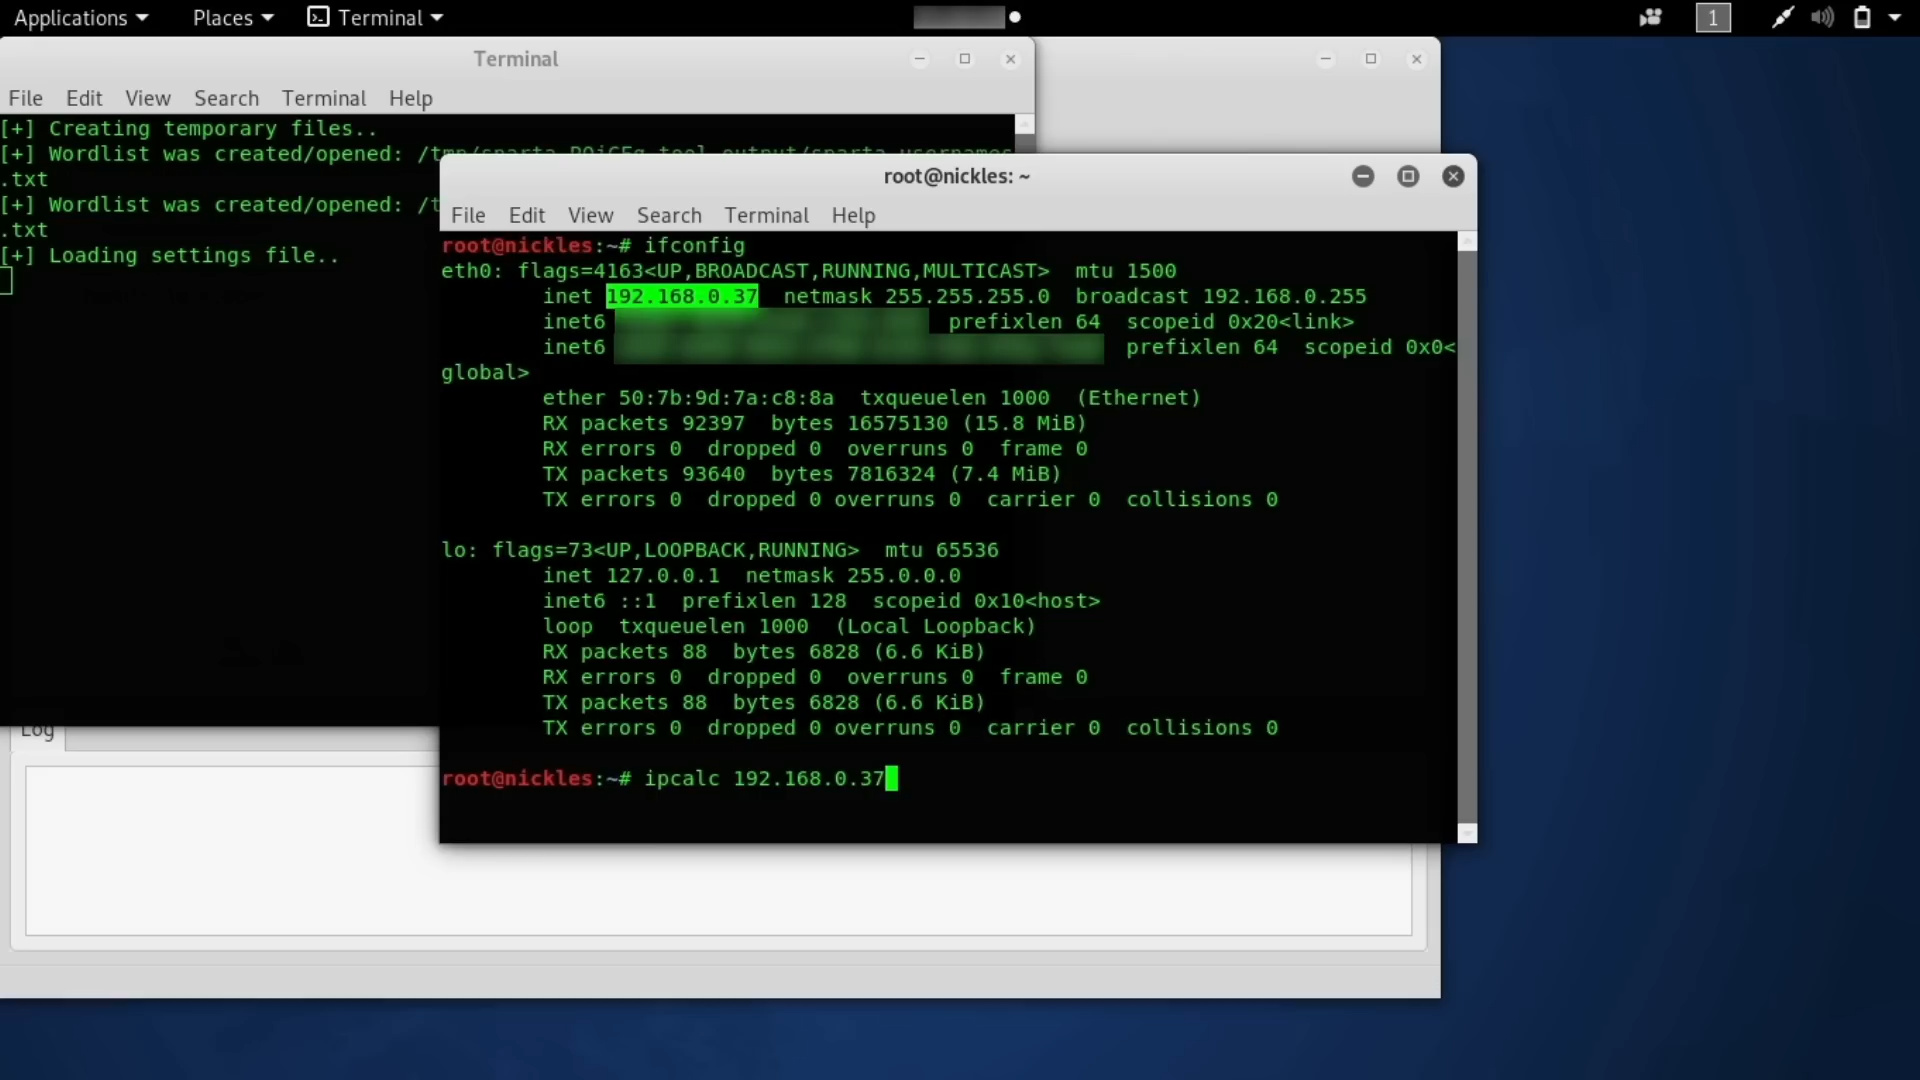 Applications Places Terminal 1
Terminal
File Edit View Search Terminal Help
[+] Creating temporary files..
[+] Wordlist was created/opened:
.txt
[+] Wordlist was created/opened: /t
.txt
[+] Loading settings file..
Log
root@nickles: ~
File Edit View Search Terminal Help
root@nickles:~# ifconfig
eth0: flags=4163<UP,BROADCAST,RUNNING,MULTICAST> mtu 1500
inet 192.168.0.37 netmask 255.255.255.0 broadcast 192.168.0.255
inet6 prefixlen 64 scopeid 0x20<link>
inet6 prefixlen 64 scopeid 0x0<
global>
ether 50:7b:9d:7a:c8:8a txqueuelen 1000 (Ethernet)
RX packets 92397 bytes 16575130 (15.8 MiB)
RX errors 0 dropped 0 overruns 0 frame 0
TX packets 93640 bytes 7816324 (7.4 MiB)
TX errors 0 dropped 0 overruns 0 carrier 0 collisions 0
lo: flags=73<UP,LOOPBACK,RUNNING> mtu 65536
inet 127.0.0.1 netmask 255.0.0.0
inet6 ::1 prefixlen 128 scopeid 0x10<host>
loop txqueuelen 1000 (Local Loopback)
RX packets 88 bytes 6828 (6.6 KiB)
RX errors 0 dropped 0 overruns 0 frame 0
TX packets 88 bytes 6828 (6.6 KiB)
TX errors 0 dropped 0 overruns 0 carrier 0 collisions 0
root@nickles:~# ipcalc 192.168.0.37